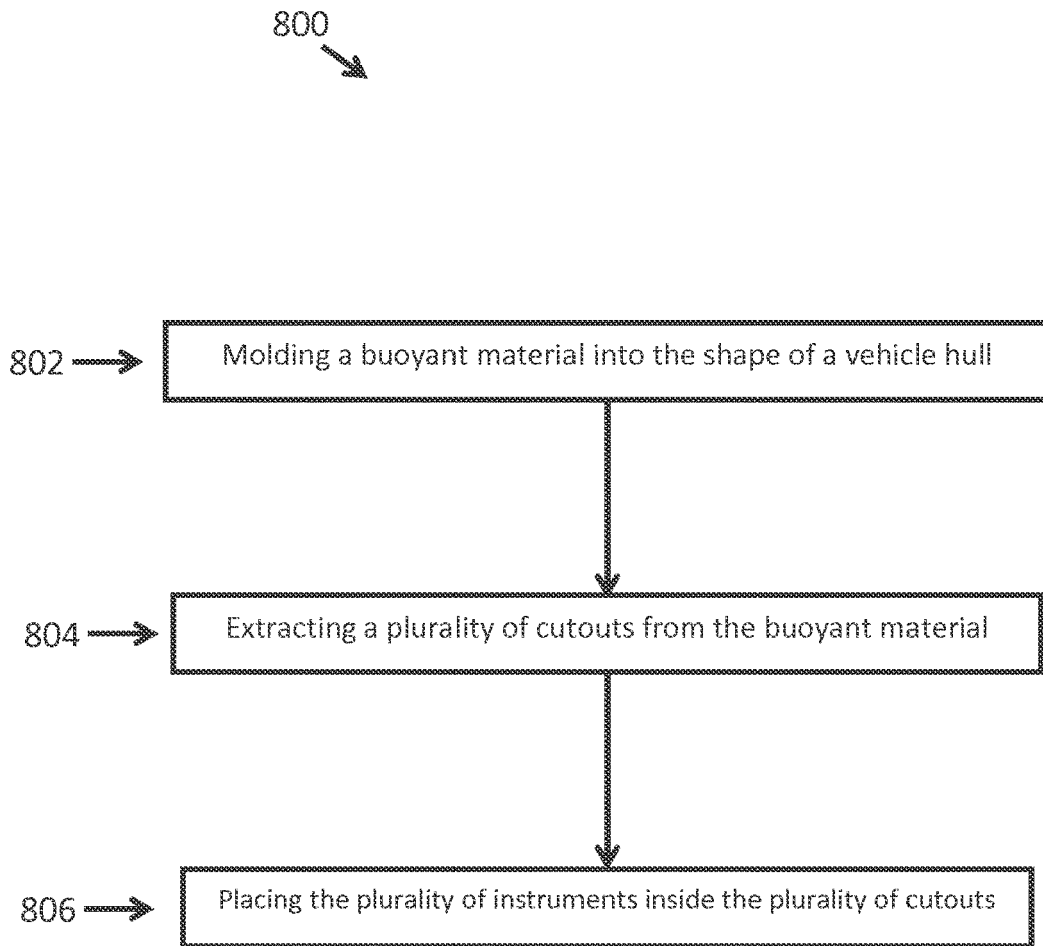 800
802
Molding a buoyant material into the shape of a vehicle hull
804
Extracting a plurality of cutouts from the buoyant material
806
Placing the plurality of instruments inside the plurality of cutouts